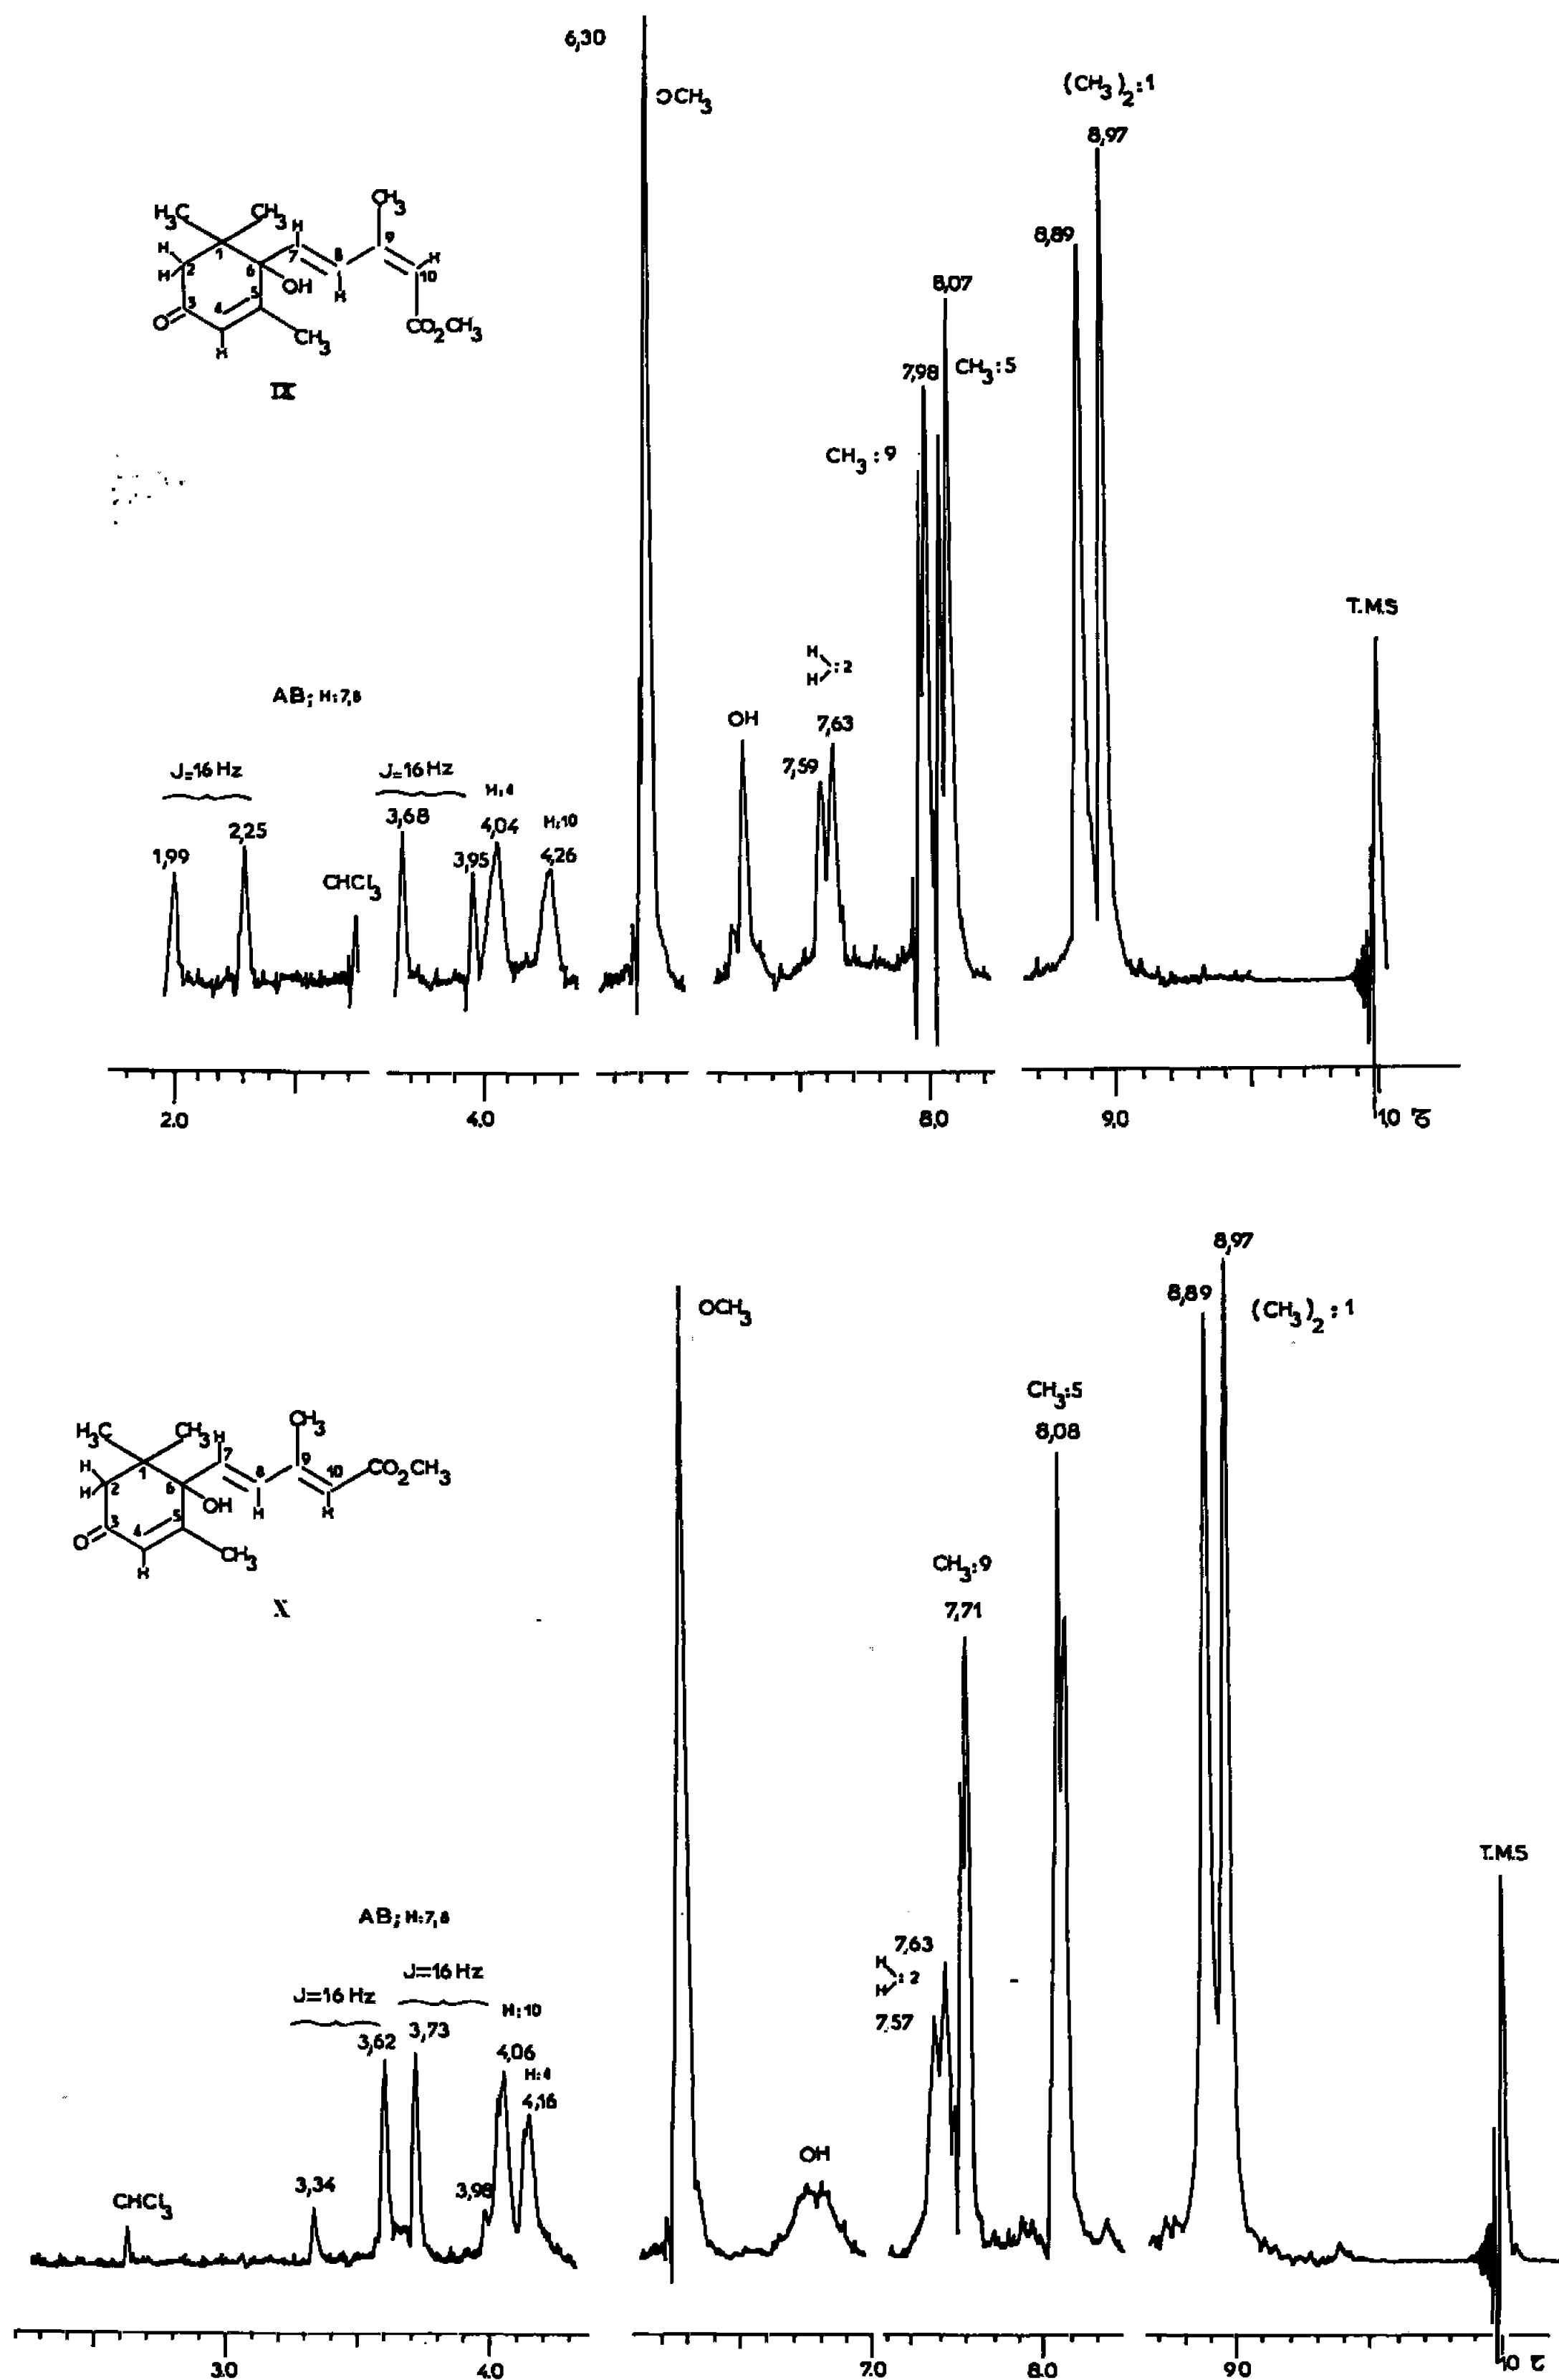 6,30
OCH3
(CH3)2:1
8,97
8,89
8,07
7,98
CH3:5
CH3:9
H3C
CH3
CH3
H
H
H
1
2
3
4
5
6
7
8
9
10
OH
H
H
O
H
CH3
CO2CH3
IX
T.M.S
H
H
:2
OH
7,63
7,59
AB; H:7,8
J=16 Hz
J=16 Hz
H:4
3,68
4,04
H:10
1,99
2,25
3,95
4,26
CHCl3
2.0
4.0
8,0
9,0
1,0 τ
8,97
8,89
OCH3
(CH3)2:1
CH3:5
8,08
H3C
CH3
CH3
H
H
H
1
2
3
4
5
6
7
8
9
10
CO2CH3
OH
H
H
O
H
CH3
X
CH3:9
7,71
T.M.S
AB; H:7,8
7,63
H
H
:2
7,57
J=16 Hz
J=16 Hz
H:10
3,62
3,73
4,06
H:4
4,16
OH
3,34
3,98
CHCl3
3.0
4.0
7.0
8.0
9.0
10 τ